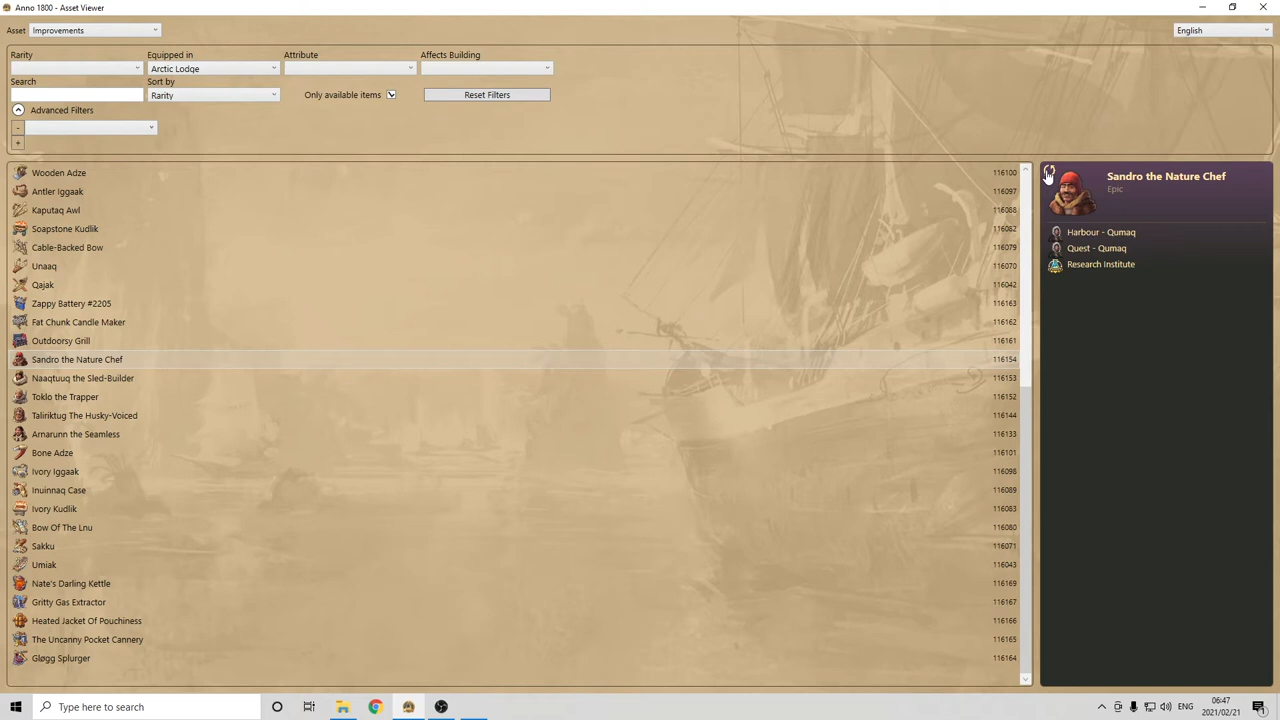 Anno 1800 - Asset Viewer
Asset Improvements English
Rarity Equipped in Attribute Affects Building
Arctic Lodge
Search Sort by
Rarity Only available items Reset Filters
Advanced Filters
-
+
Wooden Adze 116100
Antler Iggaak 116097
Kaputaq Awl 116088
Soapstone Kudlik 116082
Cable-Backed Bow 116079
Unaaq 116070
Qajak 116042
Zappy Battery #2205 116163
Fat Chunk Candle Maker 116162
Outdoorsy Grill 116161
Sandro the Nature Chef 116154
Naaqtuuq the Sled-Builder 116153
Toklo the Trapper 116152
Taliriktug The Husky-Voiced 116144
Arnarunn the Seamless 116133
Bone Adze 116101
Ivory Iggaak 116098
Inuinnaq Case 116089
Ivory Kudlik 116083
Bow Of The Lnu 116080
Sakku 116071
Umiak 116043
Nate's Darling Kettle 116169
Gritty Gas Extractor 116167
Heated Jacket Of Pouchiness 116166
The Uncanny Pocket Cannery 116165
Gløgg Splurger 116164
Sandro the Nature Chef
Epic
Harbour - Qumaq
Quest - Qumaq
Research Institute
Type here to search
ENG
06:47
2021/02/21
1